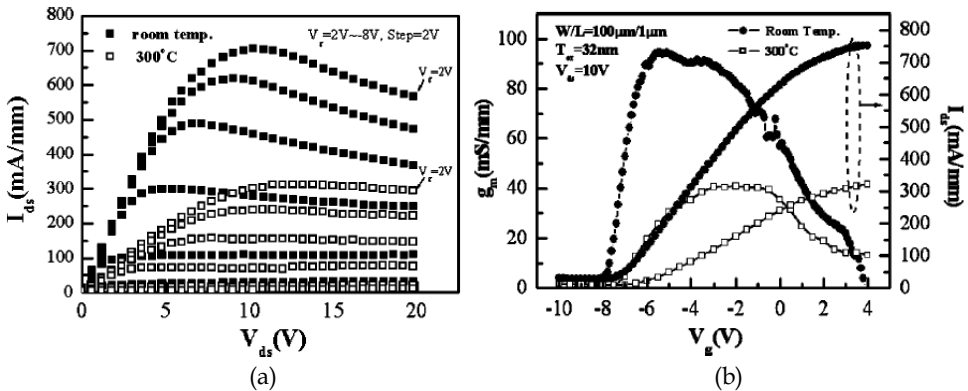 800
700
600
500
400
300
200
100
0
I_ds (mA/mm)
room temp.
300°C
V_r=2V~-8V, Step=2V
V_r=2V
V_r=2V
0 5 10 15 20
V_ds (V)
(a)
100
80
60
40
20
0
g_m (mS/mm)
W/L=100μm/1μm
T_ox=32nm
V_ds=10V
Room Temp.
300°C
-10 -8 -6 -4 -2 0 2 4
V_g (V)
800
700
600
500
400
300
200
100
0
I_ds (mA/mm)
(b)